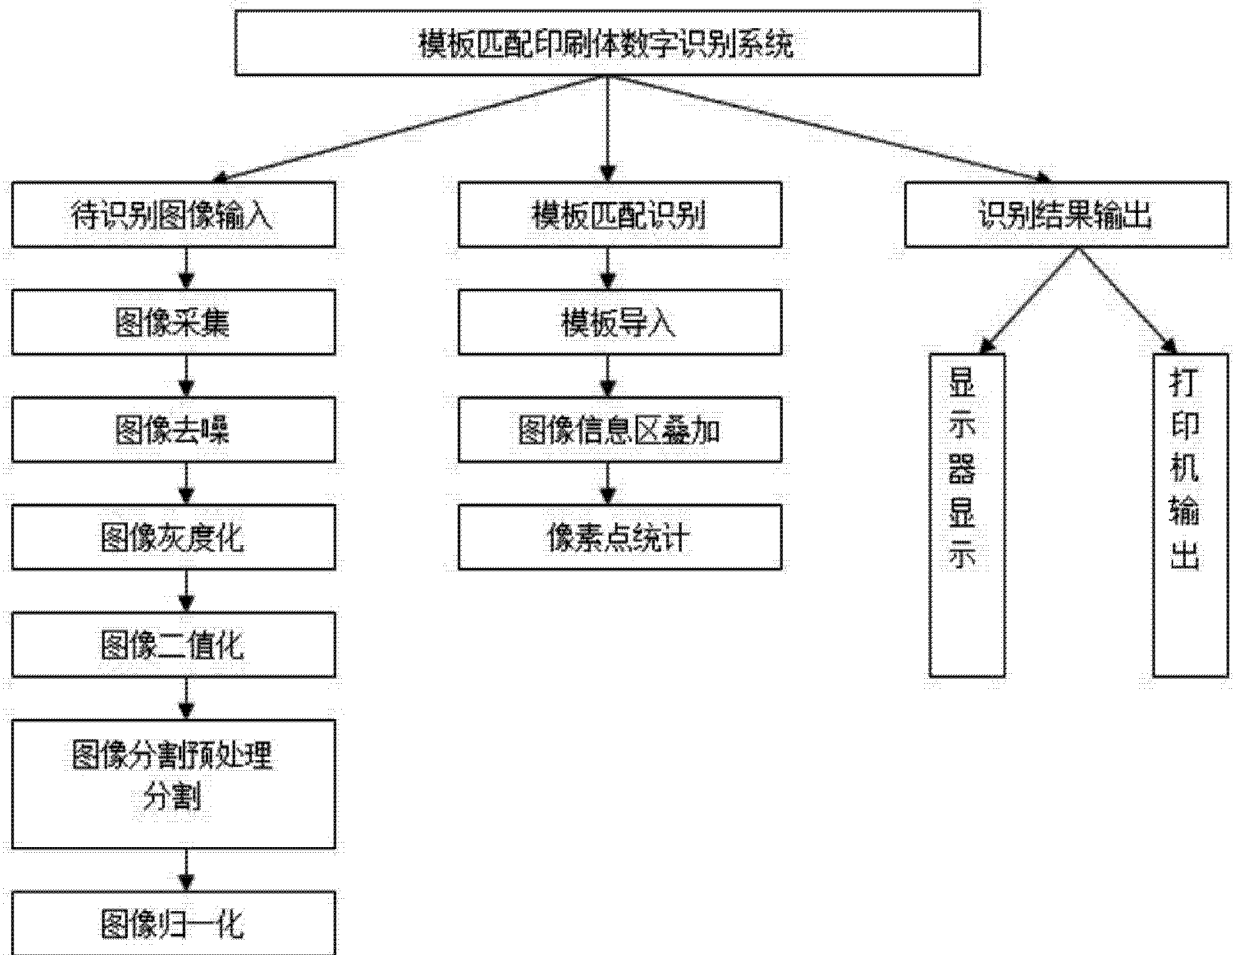 模板匹配印刷体数字识别系统
待识别图像输入
模板匹配识别
识别结果输出
图像采集
模板导入
图像去噪
图像信息区叠加
图像灰度化
像素点统计
显示器显示
打印机输出
图像二值化
图像分割预处理
分割
图像归一化